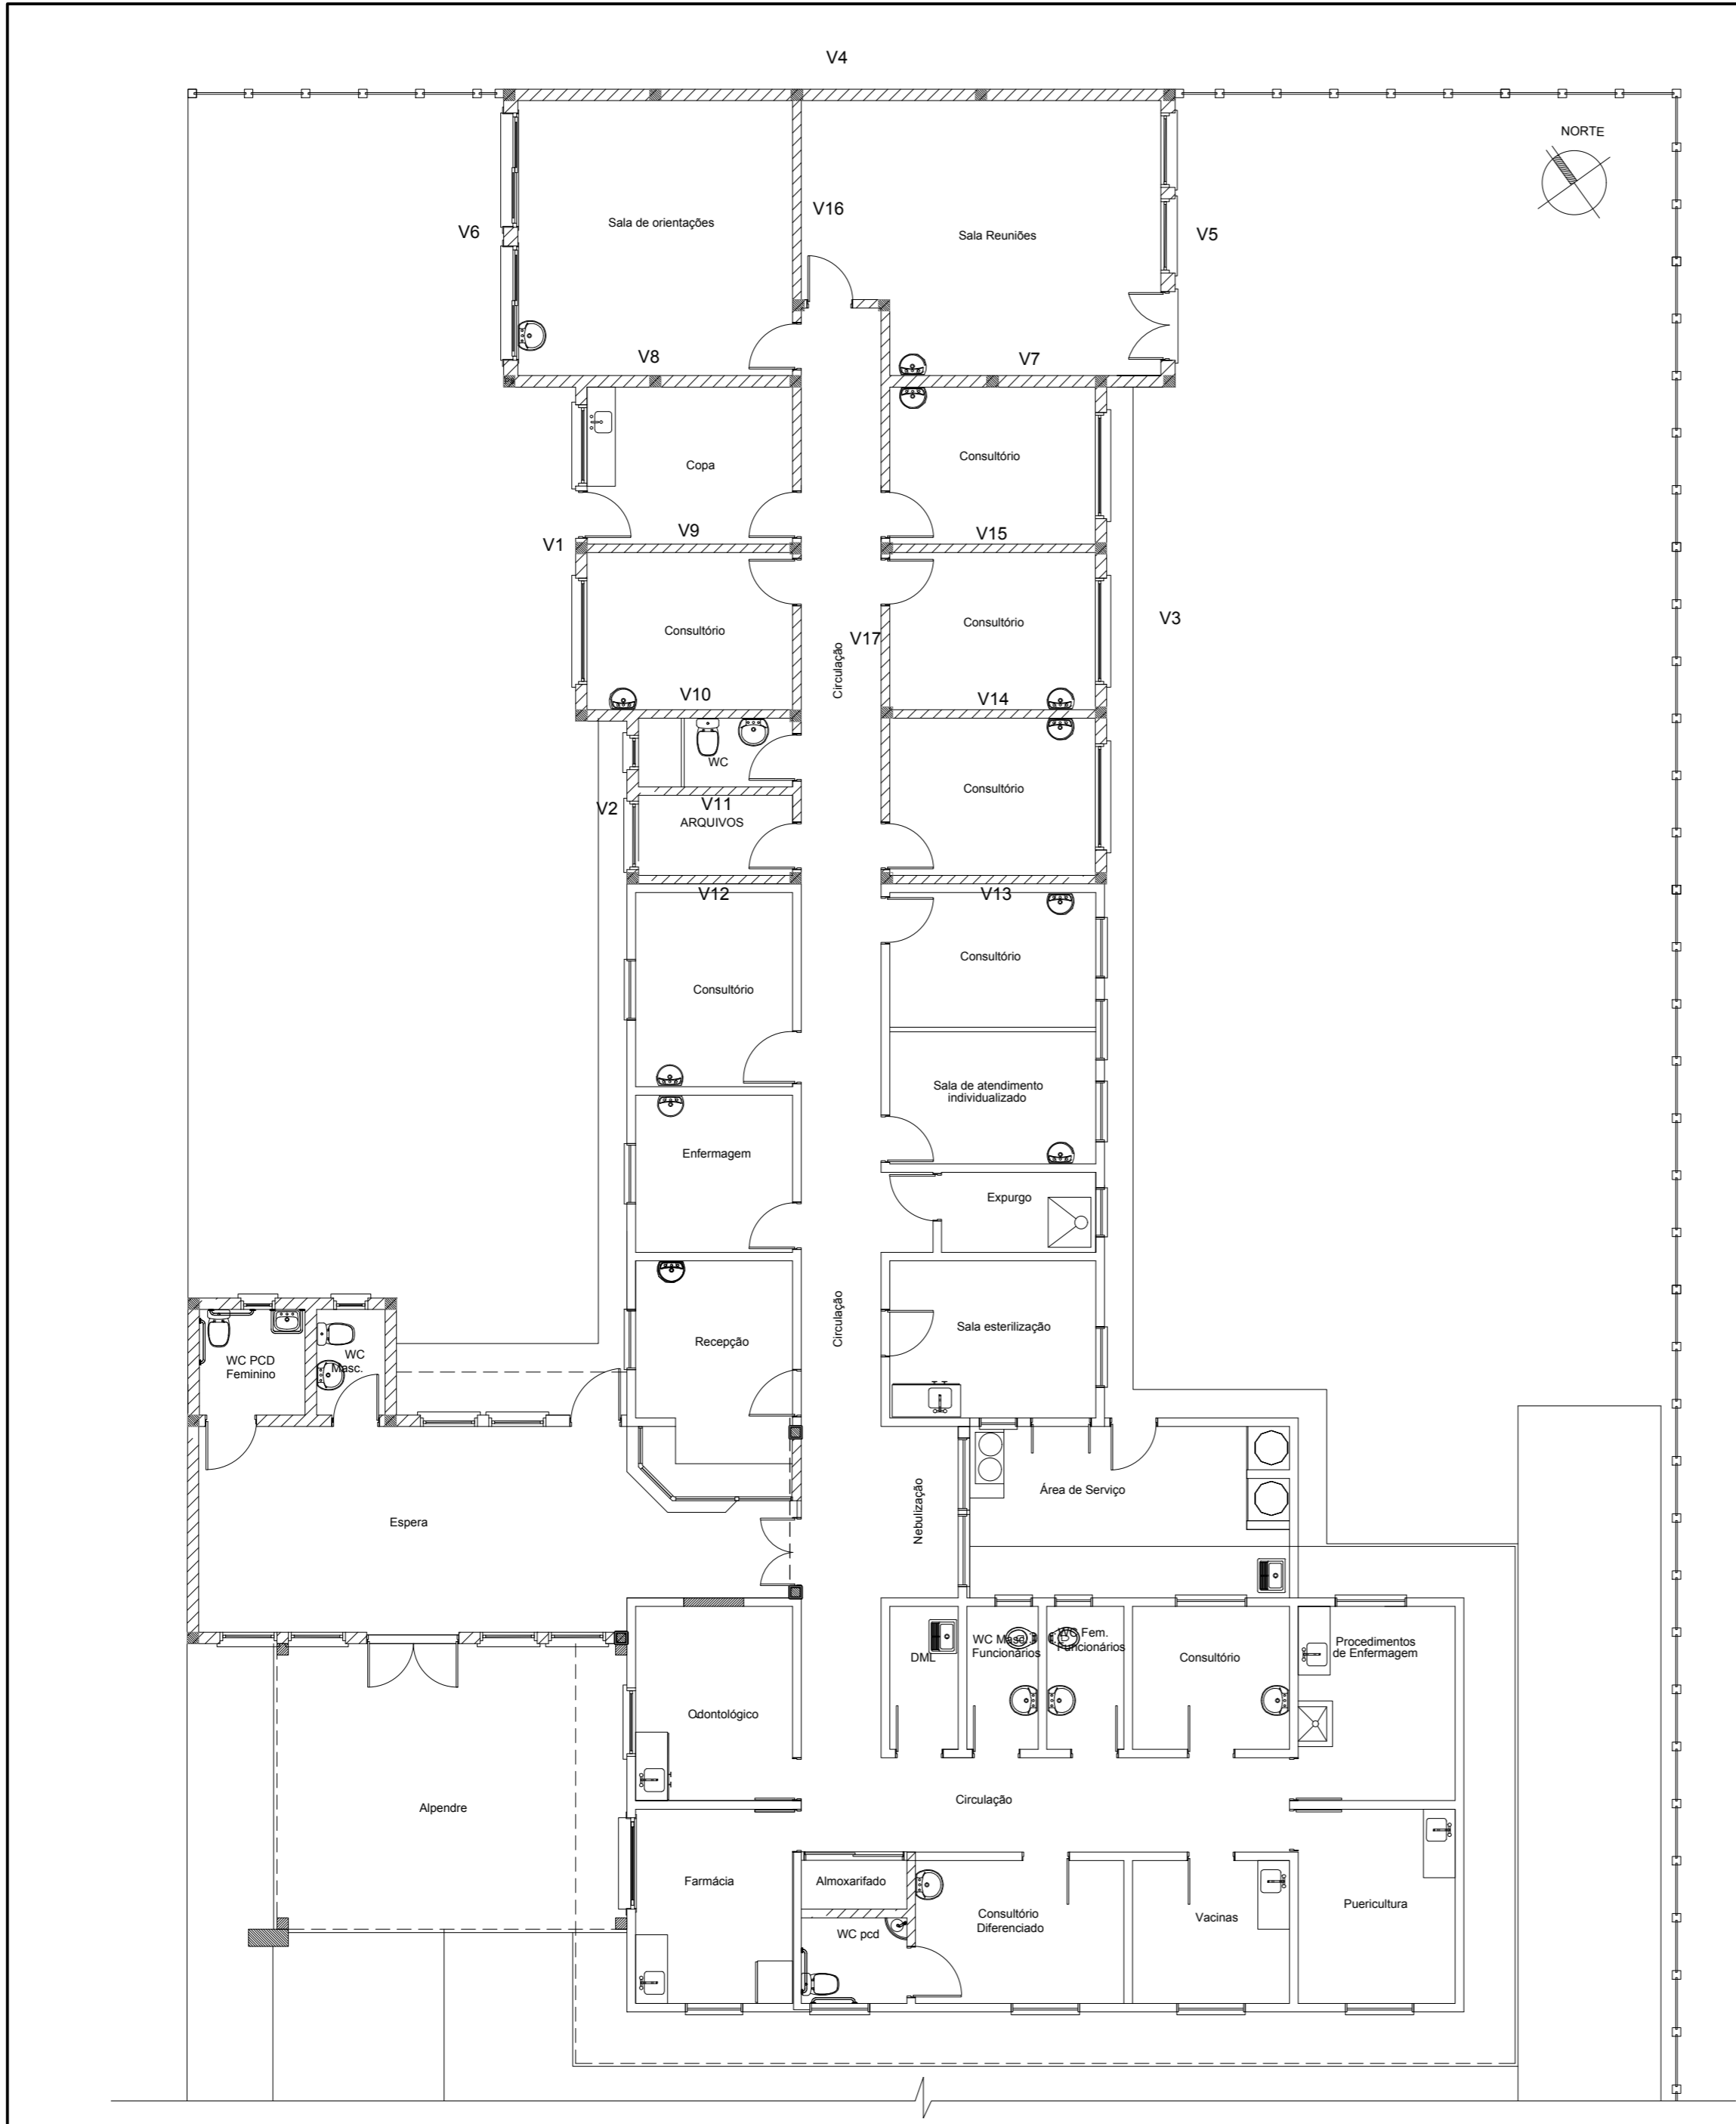 V4
NORTE
V16
Sala de orientações
V6
Sala Reuniões
V5
V8
V7
Copa
Consultório
V9
V15
V1
Consultório
Consultório
V3
V17
Circulação
V10
V14
WC
Consultório
V2
V11
ARQUIVOS
V12
V13
Consultório
Consultório
Sala de atendimento
individualizado
Enfermagem
Expurgo
Circulação
Sala esterilização
Recepção
WC PCD
Feminino
WC
Masc.
Área de Serviço
Nebulização
Espera
WC Masc.
Funcionários
WC Fem.
Funcionários
DML
Consultório
Procedimentos
de Enfermagem
Odontológico
Circulação
Alpendre
Farmácia
Almoxarifado
Consultório
Diferenciado
Vacinas
Puericultura
WC pcd